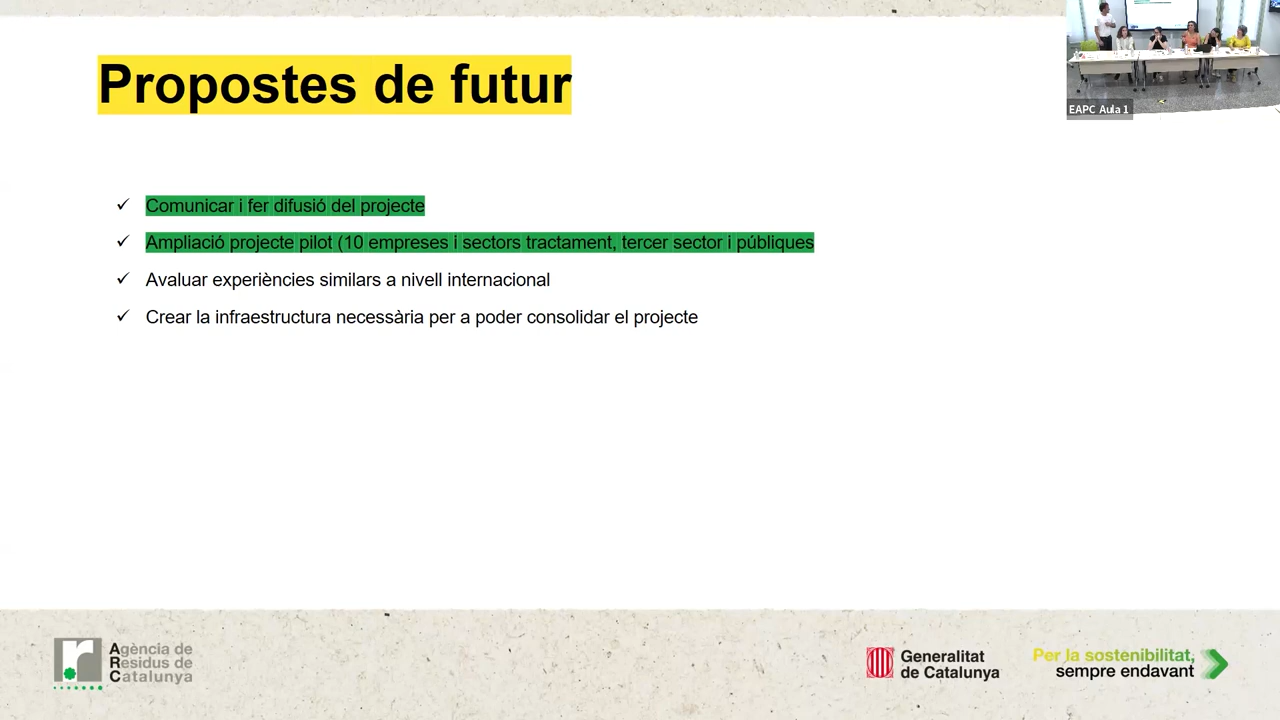 Propostes de futur
EAPC Aula 1
✓ Comunicar i fer difusió del projecte
✓ Ampliació projecte pilot (10 empreses i sectors tractament, tercer sector i públiques
✓ Avaluar experiències similars a nivell internacional
✓ Crear la infraestructura necessària per a poder consolidar el projecte
r
Agència de
Residus de
Catalunya
Generalitat
de Catalunya
Per la sostenibilitat,
sempre endavant